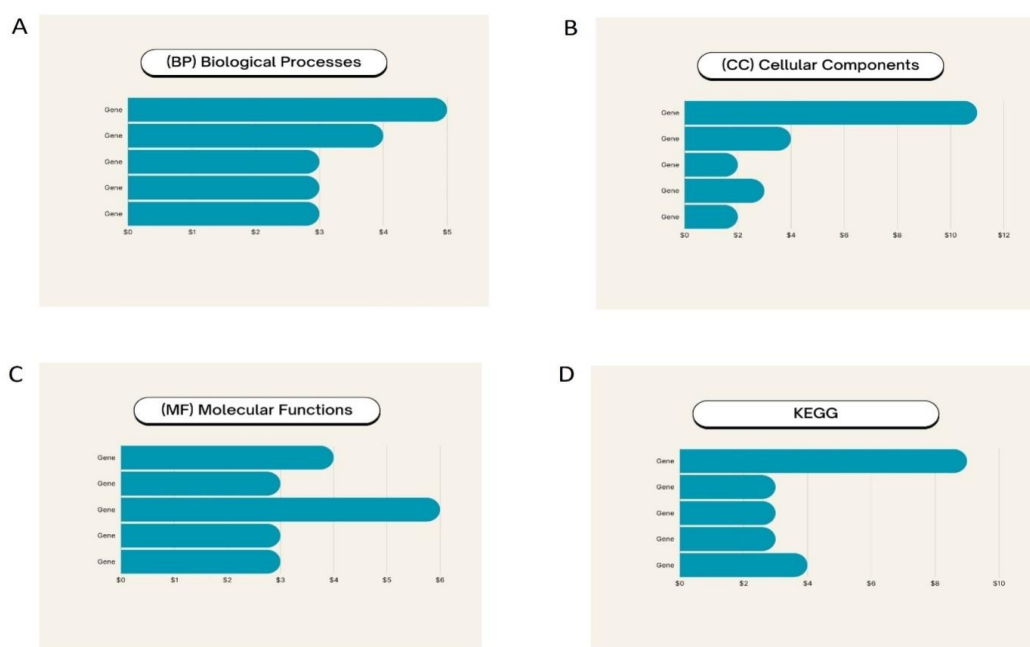 A
(BP) Biological Processes
Gene
Gene
Gene
Gene
Gene
$0 $1 $2 $3 $4 $5
B
(CC) Cellular Components
Gene
Gene
Gene
Gene
Gene
$0 $2 $4 $6 $8 $10 $12
C
(MF) Molecular Functions
Gene
Gene
Gene
Gene
Gene
$0 $1 $2 $3 $4 $5 $6
D
KEGG
Gene
Gene
Gene
Gene
Gene
$0 $2 $4 $6 $8 $10